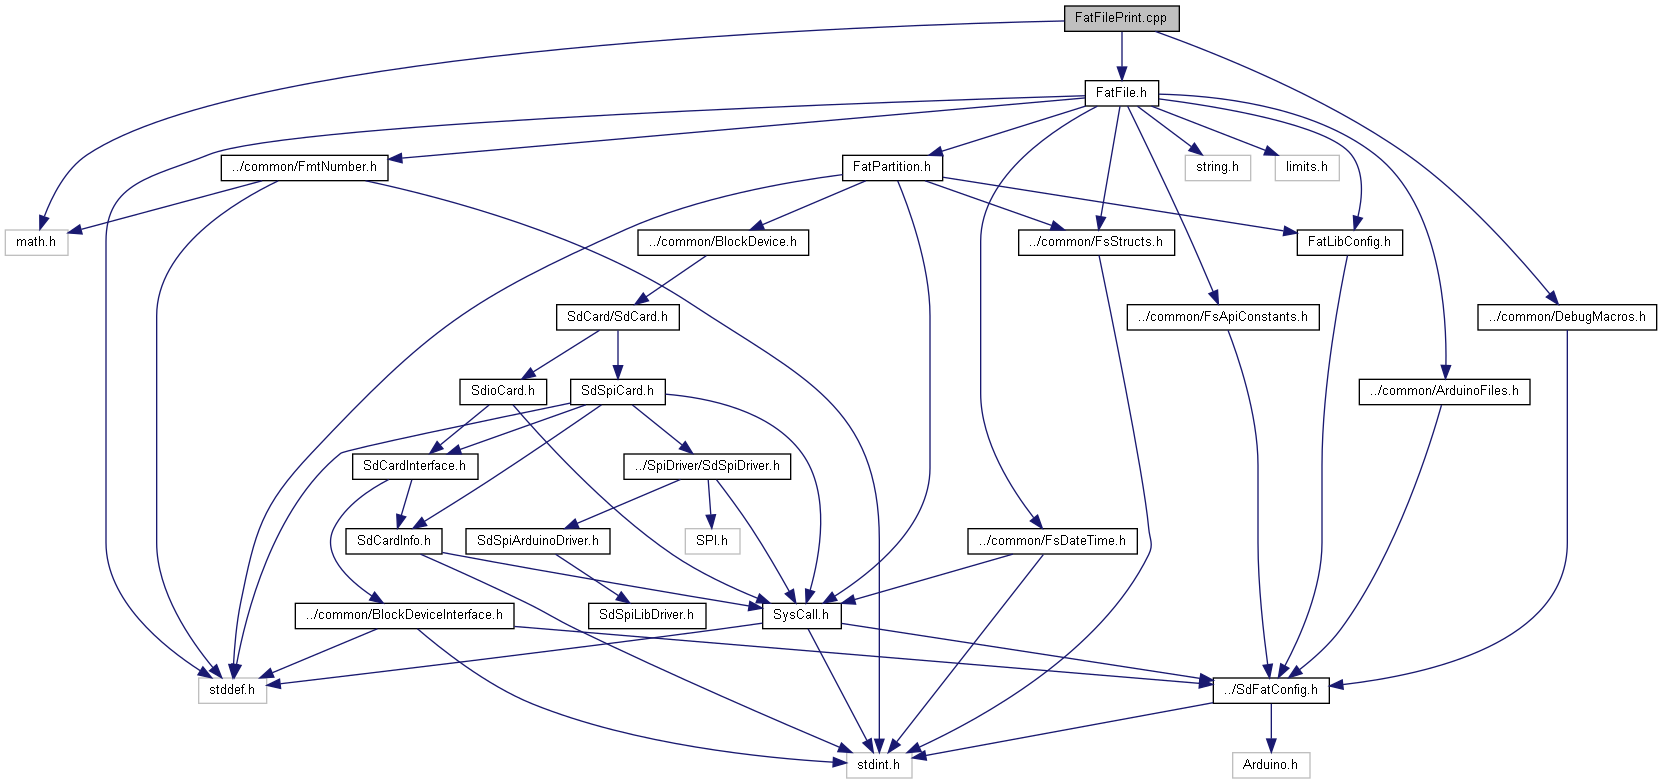 FatFilePrint.cpp
FatFile.h
../common/FmtNumber.h
FatPartition.h
string.h
limits.h
math.h
../common/BlockDevice.h
../common/FsStructs.h
FatLibConfig.h
SdCard/SdCard.h
../common/FsApiConstants.h
../common/DebugMacros.h
SdioCard.h
SdSpiCard.h
../common/ArduinoFiles.h
SdCardInterface.h
../SpiDriver/SdSpiDriver.h
SdCardInfo.h
SdSpiArduinoDriver.h
SPI.h
../common/FsDateTime.h
../common/BlockDeviceInterface.h
SdSpiLibDriver.h
SysCall.h
stddef.h
../SdFatConfig.h
stdint.h
Arduino.h